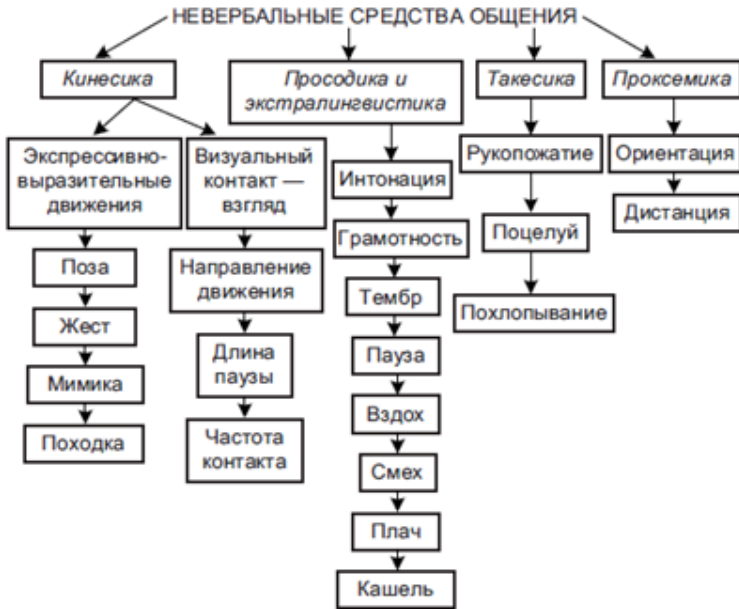 НЕВЕРБАЛЬНЫЕ СРЕДСТВА ОБЩЕНИЯ
Кинесика
Экспрессивно-
выразительные
движения
Поза
Жест
Мимика
Походка
Визуальный
контакт —
взгляд
Направление
движения
Длина
паузы
Частота
контакта
Просодика и
экстралингвистика
Интонация
Грамотность
Тембр
Пауза
Вздох
Смех
Плач
Кашель
Такесика
Рукопожатие
Поцелуй
Похлопывание
Проксемика
Ориентация
Дистанция